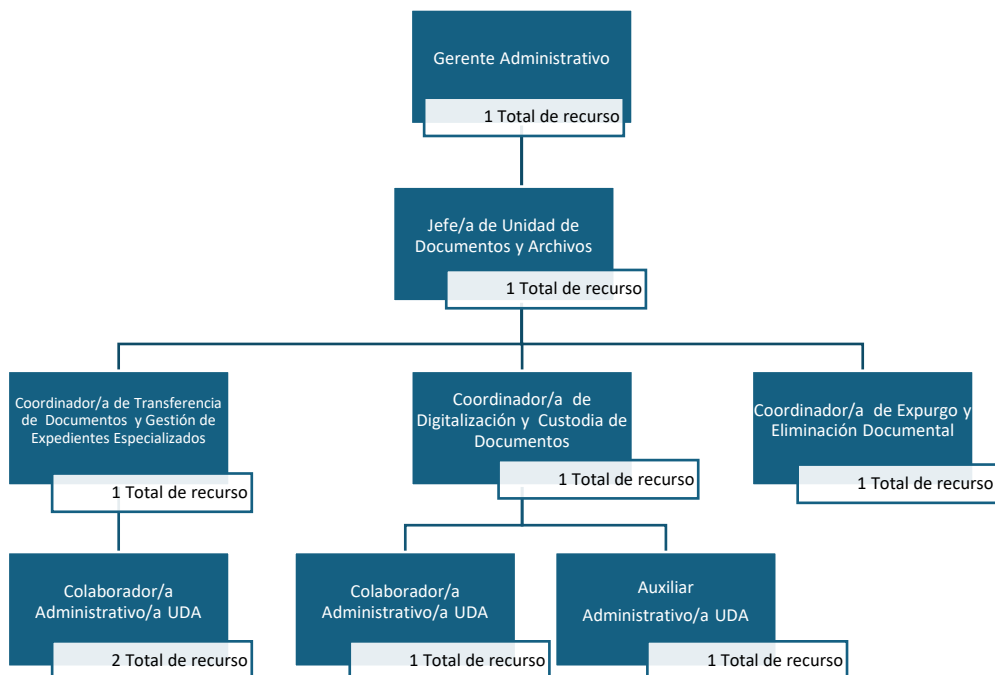 Gerente Administrativo
1 Total de recurso
Jefe/a de Unidad de
Documentos y Archivos
1 Total de recurso
Coordinador/a de Transferencia
de Documentos y Gestión de
Expedientes Especializados
1 Total de recurso
Coordinador/a de
Digitalización y Custodia de
Documentos
1 Total de recurso
Coordinador/a de Expurgo y
Eliminación Documental
1 Total de recurso
Colaborador/a
Administrativo/a UDA
2 Total de recurso
Colaborador/a
Administrativo/a UDA
1 Total de recurso
Auxiliar
Administrativo/a UDA
1 Total de recurso